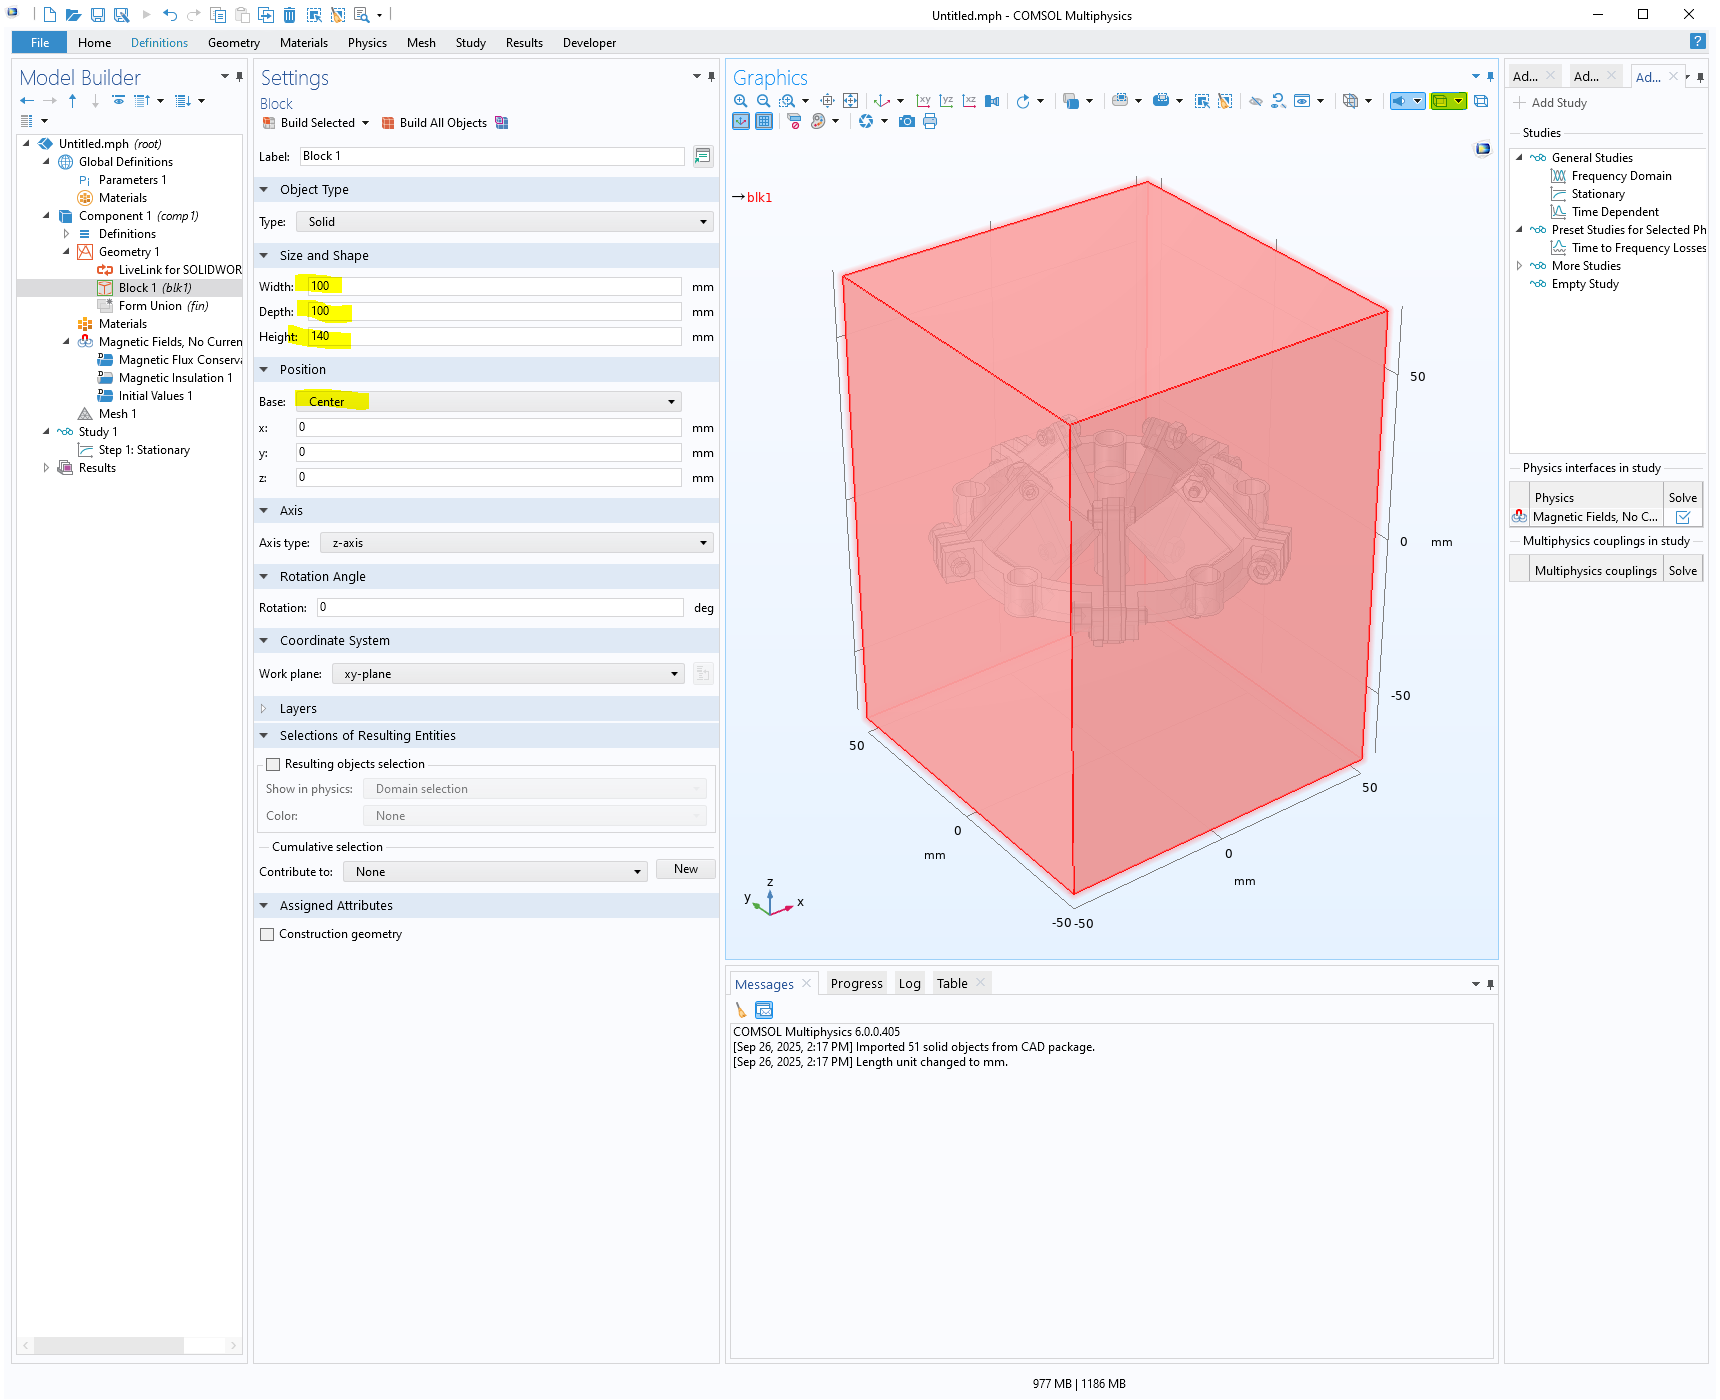 Untitled.mph - COMSOL Multiphysics
File Home Definitions Geometry Materials Physics Mesh Study Results Developer
?
Model Builder
Untitled.mph (root)
Global Definitions
Pi Parameters 1
Materials
Component 1 (comp1)
Definitions
Geometry 1
LiveLink for SOLIDWOR
Block 1 (blk1)
Form Union (fin)
Materials
Magnetic Fields, No Curren
Magnetic Flux Conserva
Magnetic Insulation 1
Initial Values 1
Mesh 1
Study 1
Step 1: Stationary
Results
Settings
Block
Build Selected Build All Objects
Label: Block 1
Object Type
Type: Solid
Size and Shape
Width: 100 mm
Depth: 100 mm
Height: 140 mm
Position
Base: Center
x: 0 mm
y: 0 mm
z: 0 mm
Axis
Axis type: z-axis
Rotation Angle
Rotation: 0 deg
Coordinate System
Work plane: xy-plane
Layers
Selections of Resulting Entities
Resulting objects selection
Show in physics: Domain selection
Color: None
Cumulative selection
Contribute to: None New
Assigned Attributes
Construction geometry
Graphics
xy yz xz
blk1
50
0 mm
-50
50
0
mm
50
0
mm
-50 -50
z
y x
Messages Progress Log Table
COMSOL Multiphysics 6.0.0.405
[Sep 26, 2025, 2:17 PM] Imported 51 solid objects from CAD package.
[Sep 26, 2025, 2:17 PM] Length unit changed to mm.
Ad... Ad... Ad...
Add Study
Studies
General Studies
Frequency Domain
Stationary
Time Dependent
Preset Studies for Selected Ph
Time to Frequency Losses
More Studies
Empty Study
Physics interfaces in study
Physics Solve
Magnetic Fields, No C...
Multiphysics couplings in study
Multiphysics couplings Solve
977 MB | 1186 MB